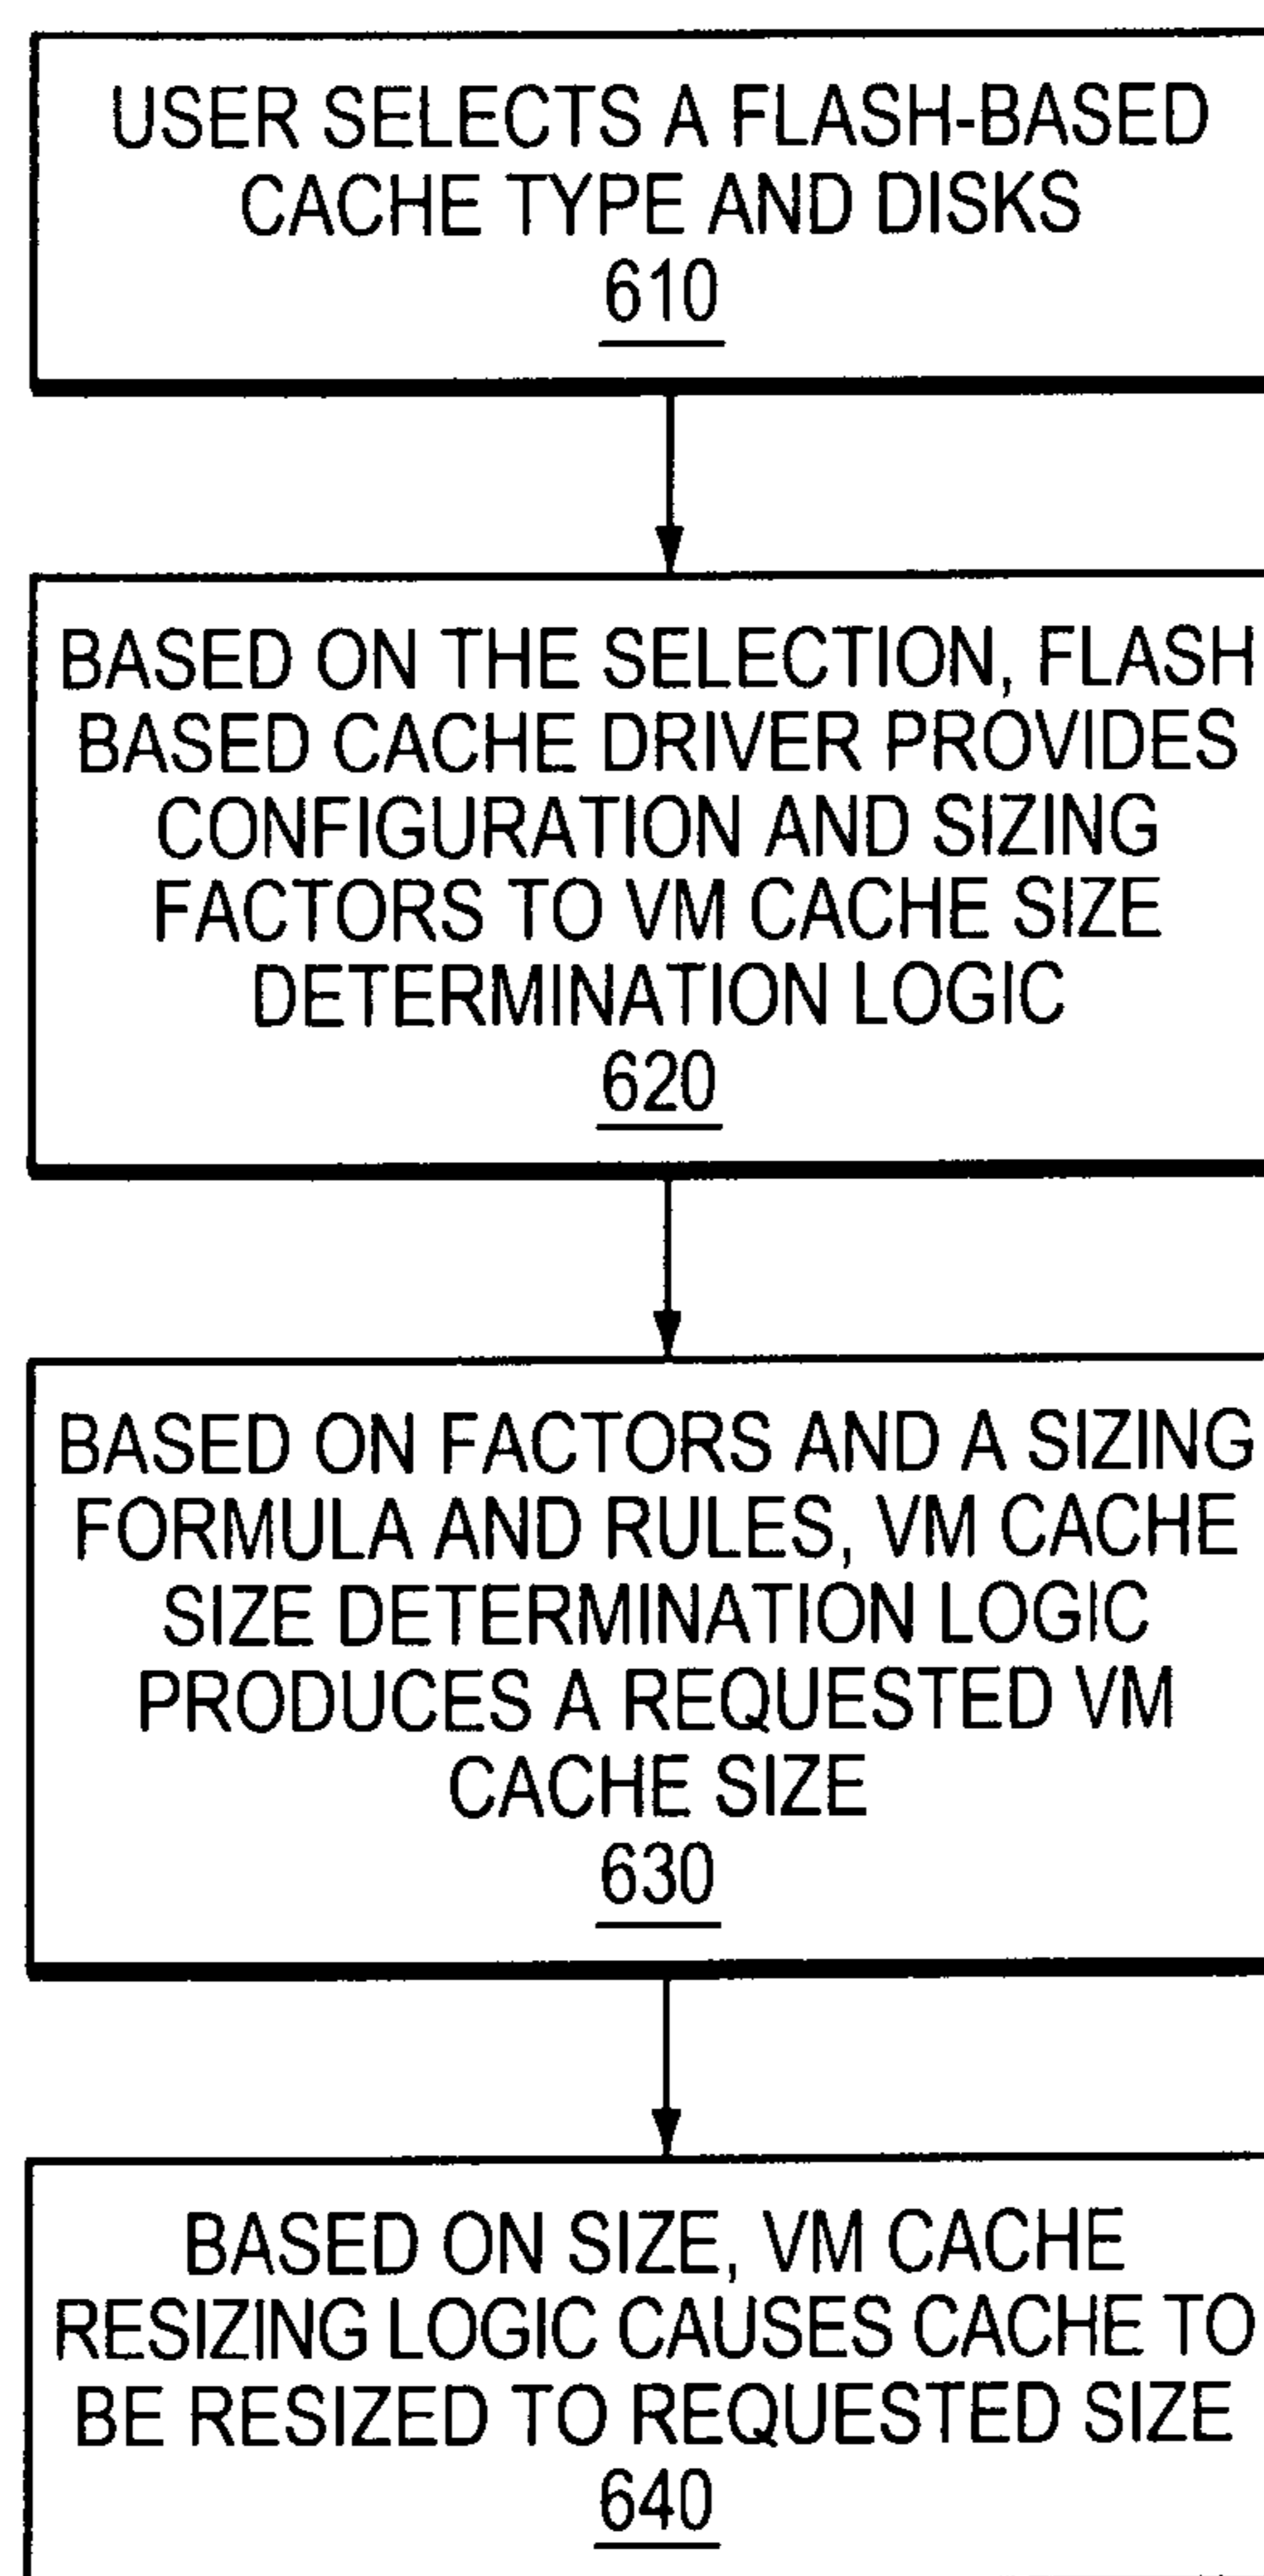 USER SELECTS A FLASH-BASED
CACHE TYPE AND DISKS
610
BASED ON THE SELECTION, FLASH
BASED CACHE DRIVER PROVIDES
CONFIGURATION AND SIZING
FACTORS TO VM CACHE SIZE
DETERMINATION LOGIC
620
BASED ON FACTORS AND A SIZING
FORMULA AND RULES, VM CACHE
SIZE DETERMINATION LOGIC
PRODUCES A REQUESTED VM
CACHE SIZE
630
BASED ON SIZE, VM CACHE
RESIZING LOGIC CAUSES CACHE TO
BE RESIZED TO REQUESTED SIZE
640